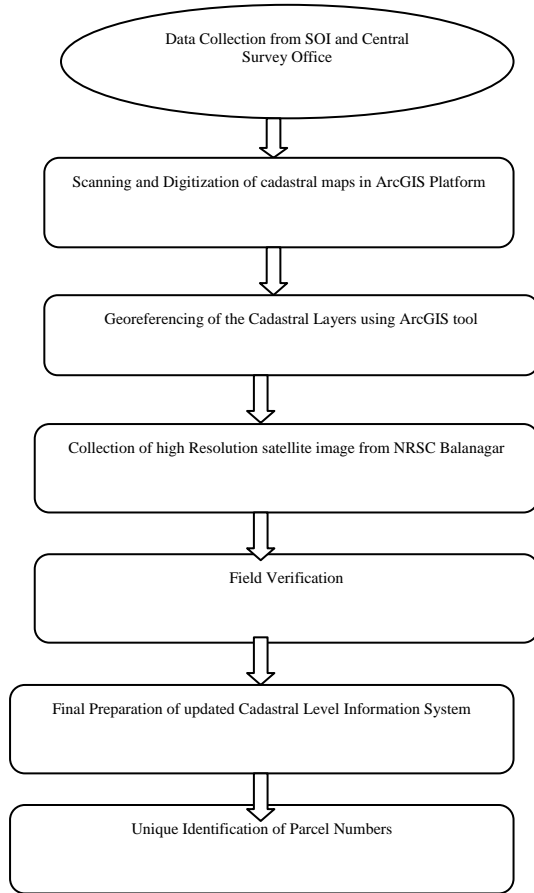 Data Collection from SOI and Central
Survey Office
Scanning and Digitization of cadastral maps in ArcGIS Platform
Georeferencing of the Cadastral Layers using ArcGIS tool
Collection of high Resolution satellite image from NRSC Balanagar
Field Verification
Final Preparation of updated Cadastral Level Information System
Unique Identification of Parcel Numbers